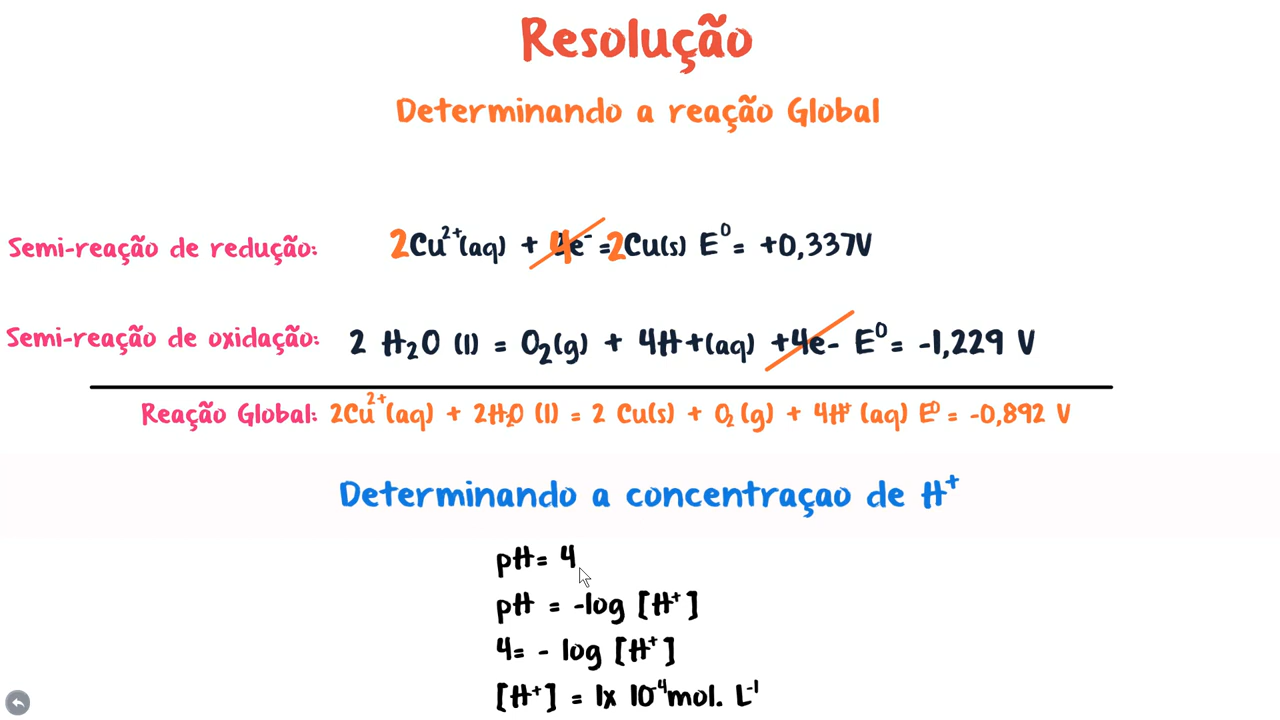 Resolução
Determinando a reação Global
Semi-reação de redução: 2Cu²⁺(aq) + 4e⁻ = 2Cu(s) E⁰= +0,337V
Semi-reação de oxidação: 2 H₂O (l) = O₂(g) + 4H+(aq) +4e- E⁰= -1,229 V
Reação Global: 2Cu²⁺(aq) + 2H₂O (l) = 2 Cu(s) + O₂ (g) + 4H⁺ (aq) E⁰= -0,892 V
Determinando a concentraçao de H⁺
pH= 4
pH = -log [H⁺]
4= - log [H⁺]
[H⁺] = 1x 10⁻⁴mol. L⁻¹